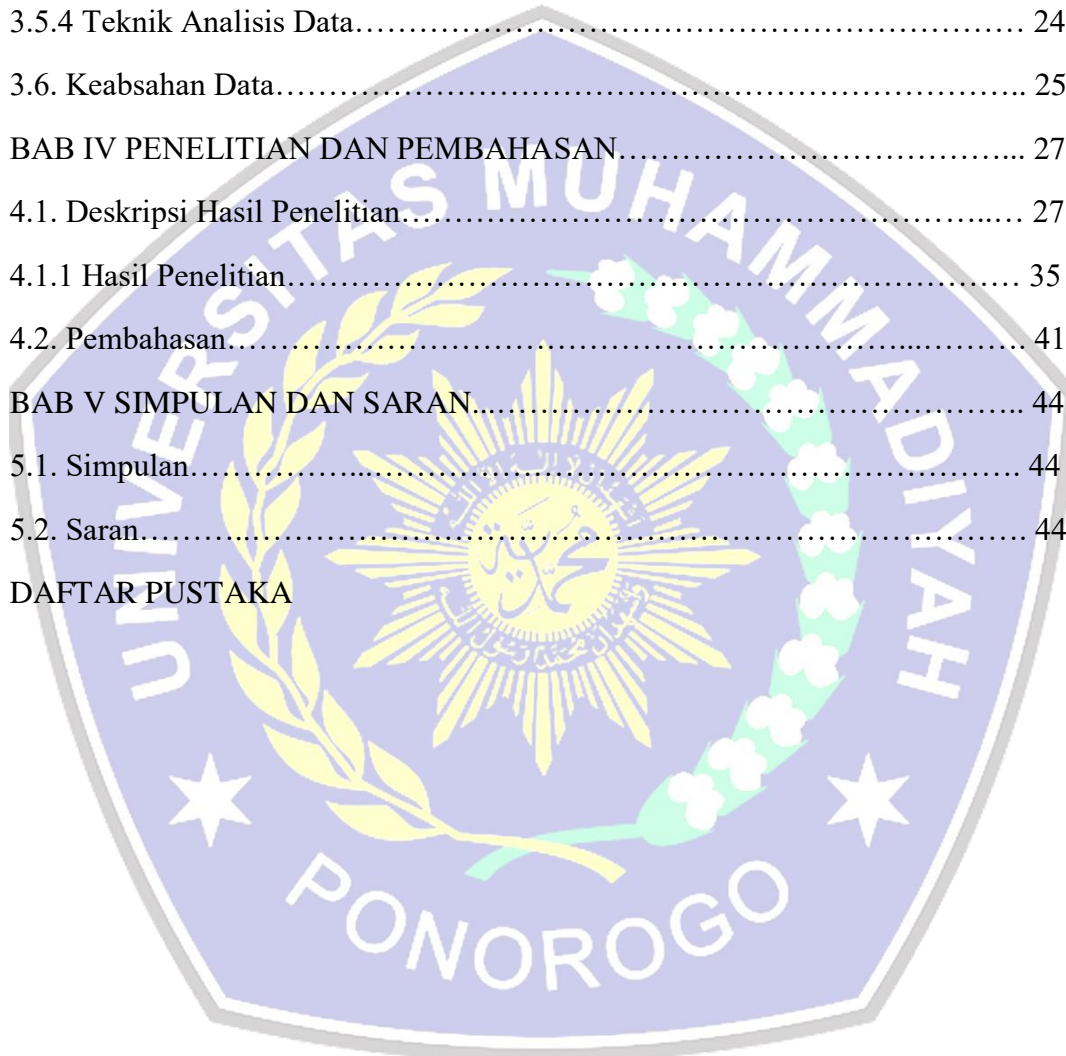 3.5.4 Teknik Analisis Data………………………………………………………… 24
3.6. Keabsahan Data……………………………………………………………….. 25
BAB IV PENELITIAN DAN PEMBAHASAN……………………………... 27
4.1. Deskripsi Hasil Penelitian………………………………………………..… 27
4.1.1 Hasil Penelitian……………………………………………………………… 35
4.2. Pembahasan…………………………………………………...………. 41
BAB V SIMPULAN DAN SARAN...……………………………………….. 44
5.1. Simpulan…………….………………………………………………………… 44
5.2. Saran………..…………………………………………………………………. 44
DAFTAR PUSTAKA
UNIVERSITAS MUHAMMADIYAH
PONOROGO